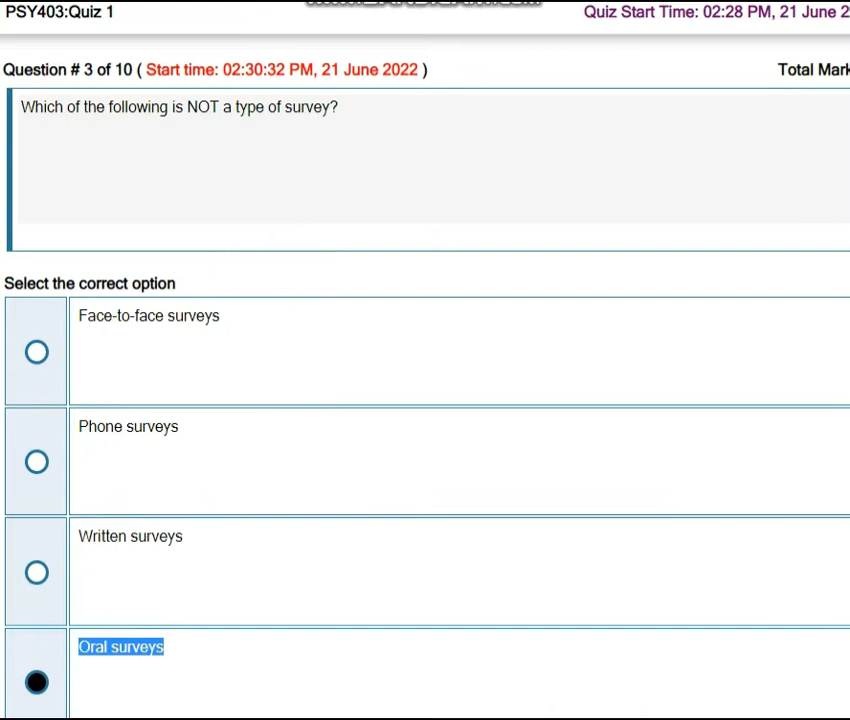 PSY403:Quiz 1
Quiz Start Time: 02:28 PM, 21 June 2
Question # 3 of 10 ( Start time: 02:30:32 PM, 21 June 2022 )
Total Mark
Which of the following is NOT a type of survey?
Select the correct option
Face-to-face surveys
Phone surveys
Written surveys
Oral surveys